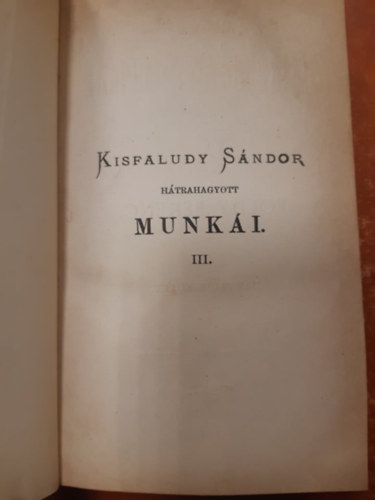 KISFALUDY SÁNDOR
HÁTRAHAGYOTT
MUNKÁI.
III.